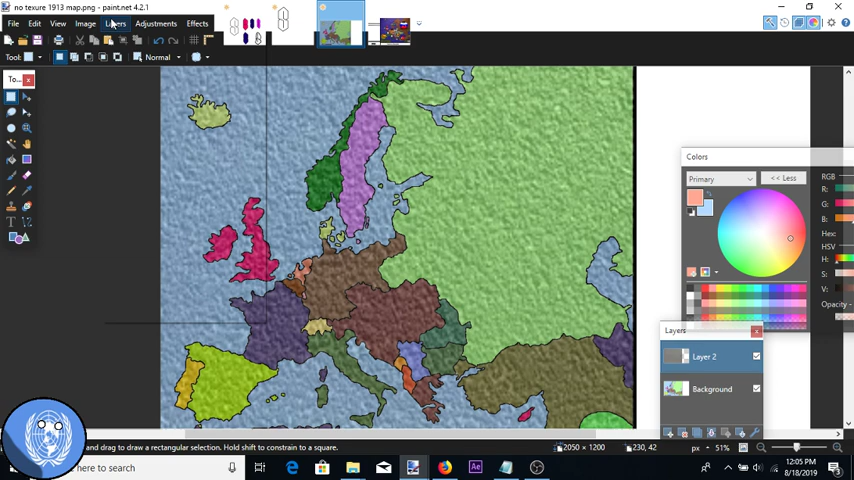 no texure 1913 map.png - paint.net 4.2.1
File Edit View Image Layers Adjustments Effects
Tool: Normal
To...
Colors
Primary << Less RGB
R:
G:
B:
Hex:
HSV
H:
S:
V:
Opacity -
Layers
Layer 2
Background
and drag to draw a rectangular selection. Hold shift to constrain to a square. 2050 × 1200 230, 42 px 51%
here to search
Ae
12:05 PM
8/18/2019
3